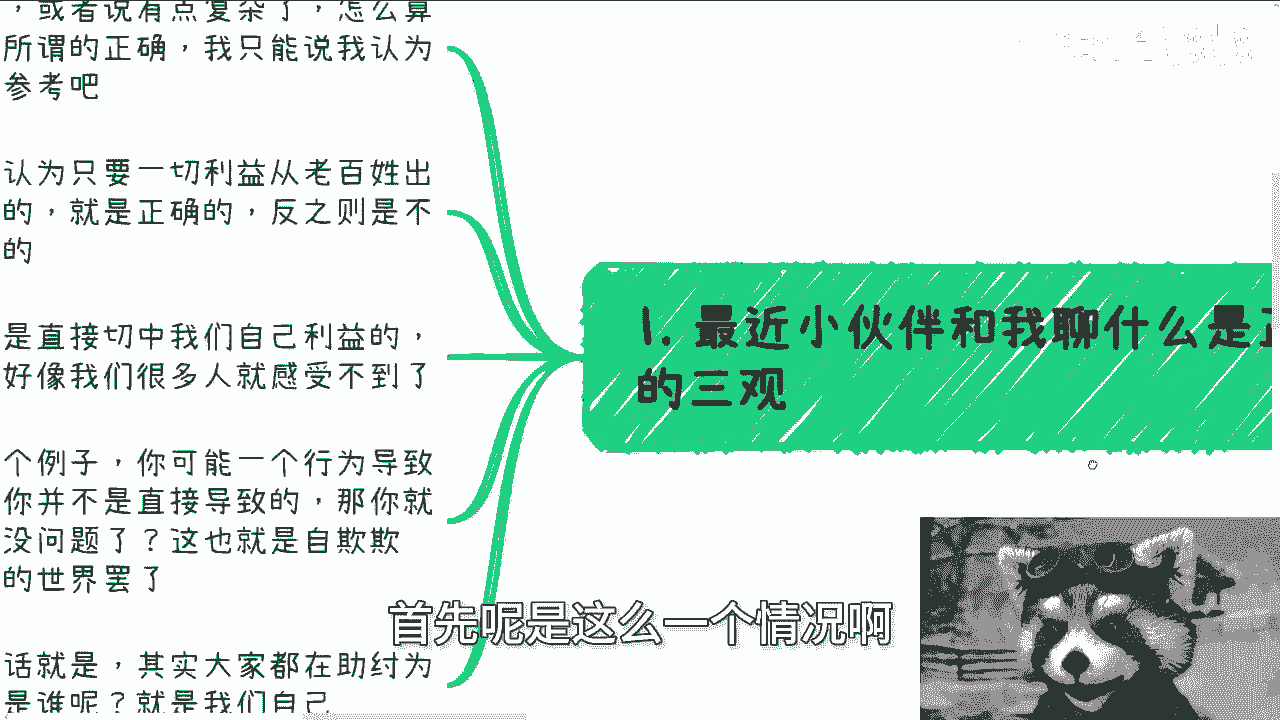 ，或者说有点复杂了，怎么算
所谓的正确，我只能说我认为
参考吧
认为只要一切利益从老百姓出
的，就是正确的，反之则是不
的
是直接切中我们自己利益的，
好像我们很多人就感受不到了
个例子，你可能一个行为导致
你并不是直接导致的，那你就
没问题了？这也就是自欺欺
的世界罢了
话就是，其实大家都在助纣为
是谁呢？就是我们自己
1. 最近小伙伴和我聊什么是正
的三观
首先呢是这么一个情况啊